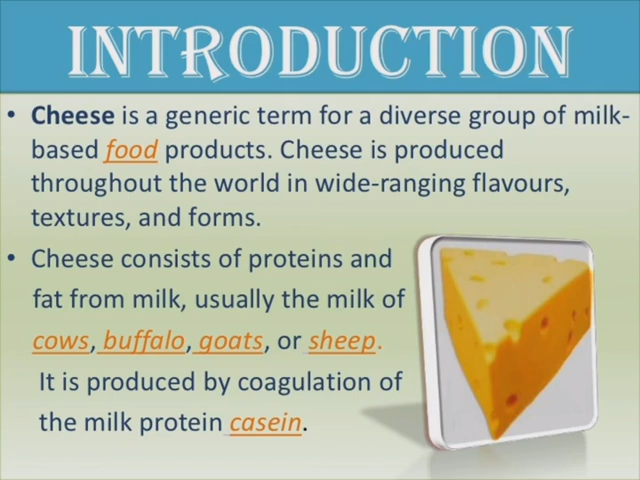 INTRODUCTION
• Cheese is a generic term for a diverse group of milk-
based food products. Cheese is produced
throughout the world in wide-ranging flavours,
textures, and forms.
• Cheese consists of proteins and
fat from milk, usually the milk of
cows, buffalo, goats, or sheep.
It is produced by coagulation of
the milk protein casein.